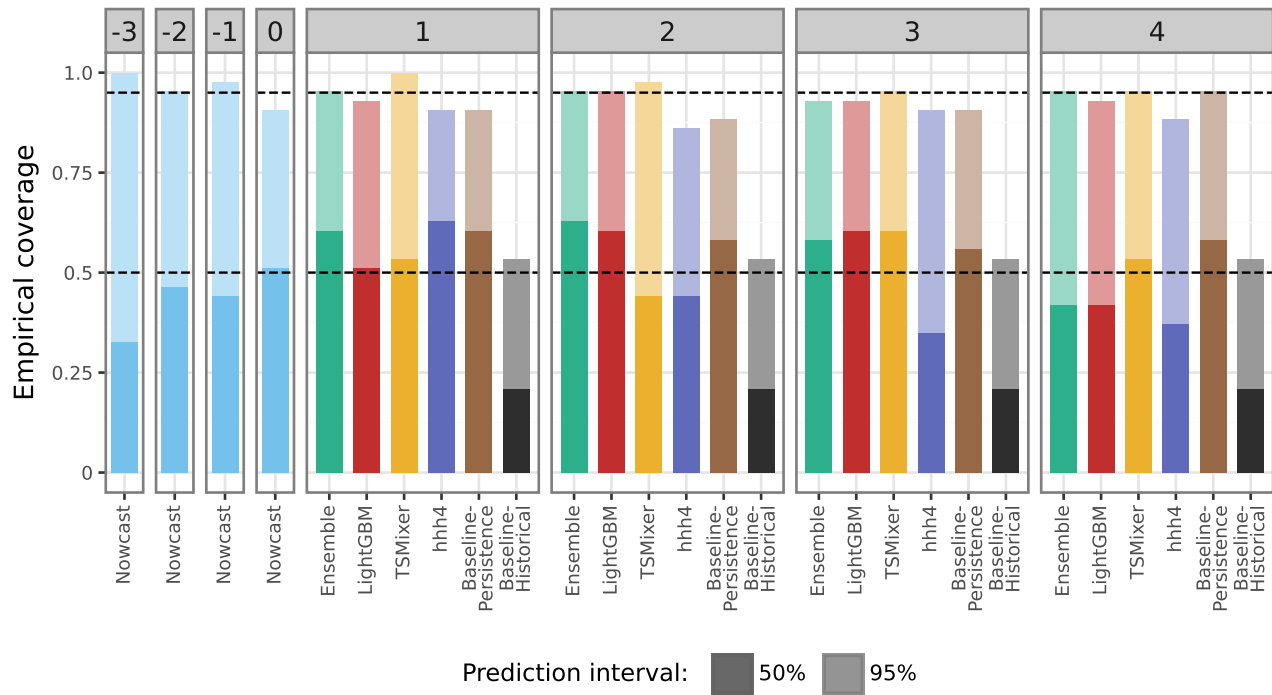 -3
-2
-1
0
1
2
3
4
Empirical coverage
1.0
0.75
0.5
0.25
0
Nowcast
Nowcast
Nowcast
Nowcast
Ensemble
LightGBM
TSMixer
hhh4
Baseline-
Persistence
Baseline-
Historical
Ensemble
LightGBM
TSMixer
hhh4
Baseline-
Persistence
Baseline-
Historical
Ensemble
LightGBM
TSMixer
hhh4
Baseline-
Persistence
Baseline-
Historical
Ensemble
LightGBM
TSMixer
hhh4
Baseline-
Persistence
Baseline-
Historical
Prediction interval: 50% 95%